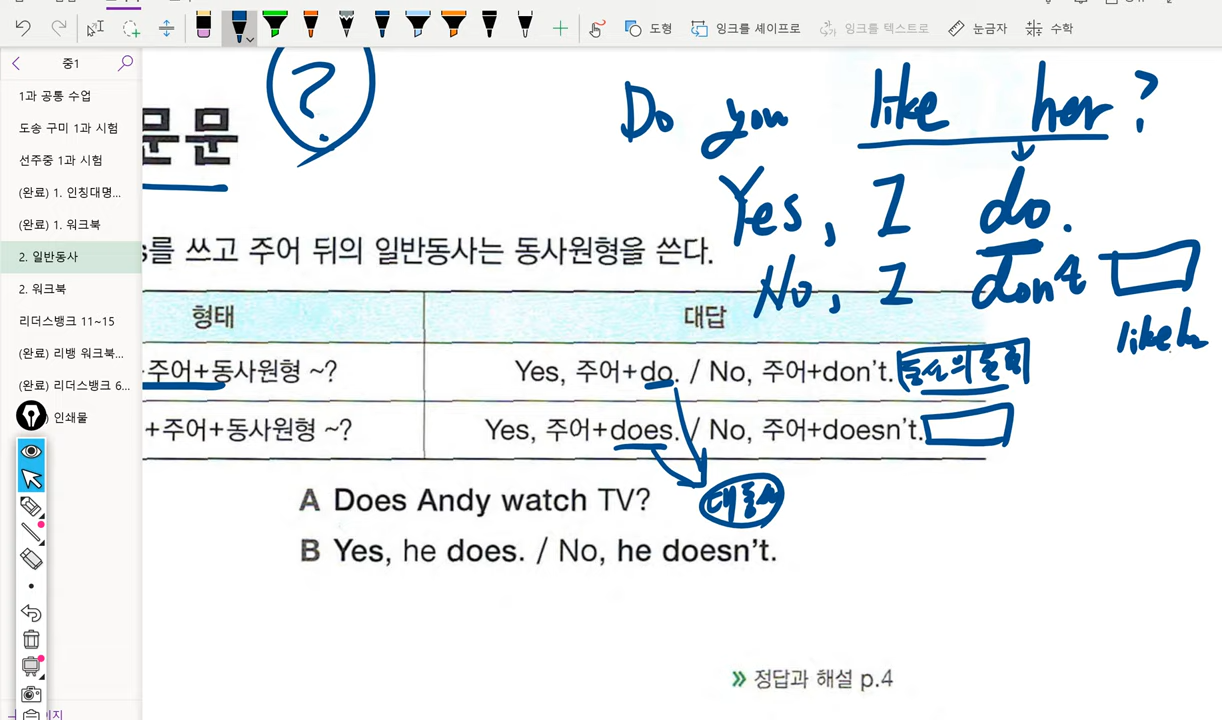 도형
잉크를 셰이프로
잉크를 텍스트로
눈금자
수학
중1
1과 공통 수업
도송 구미 1과 시험
선주중 1과 시험
(완료) 1. 인칭대명...
(완료) 1. 워크북
2. 일반동사
2. 워크북
리더스뱅크 11~15
(완료) 리뱅 워크북...
(완료) 리더스뱅크 6...
인쇄물
?
Do you like her?
Yes, I do.
No, I don't
문문
를 쓰고 주어 뒤의 일반동사는 동사원형을 쓴다.
형태 대답
주어+동사원형 ~? Yes, 주어+do. / No, 주어+don't.
+주어+동사원형 ~? Yes, 주어+does. / No, 주어+doesn't.
대동사
A Does Andy watch TV?
B Yes, he does. / No, he doesn't.
» 정답과 해설 p.4